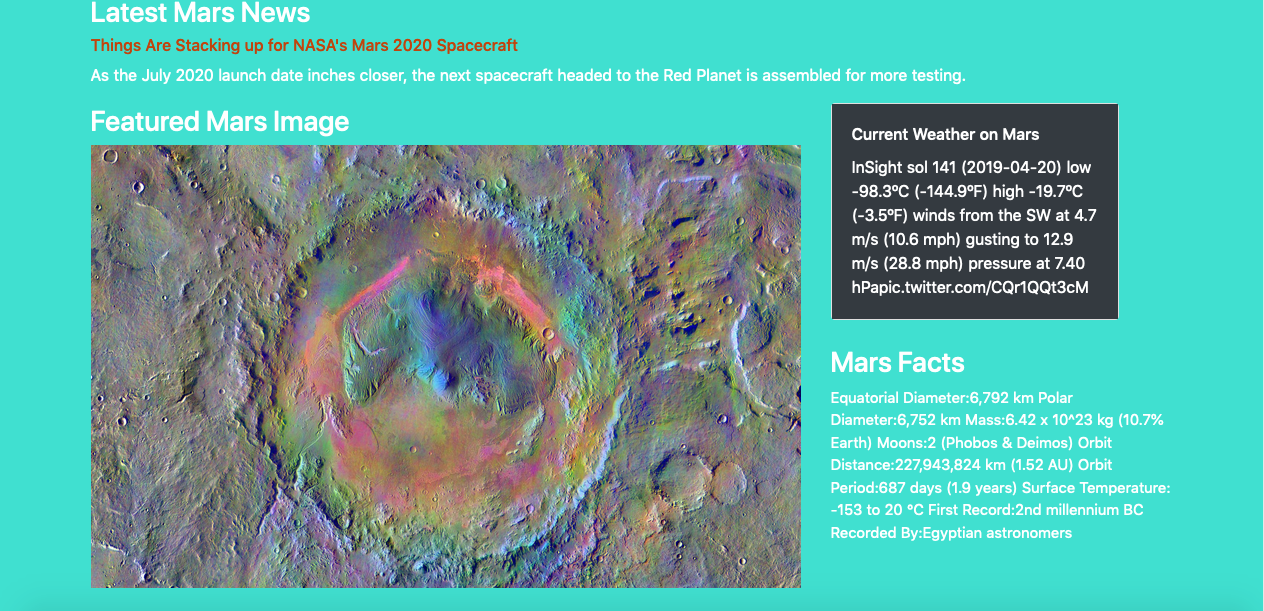 Latest Mars News
Things Are Stacking up for NASA's Mars 2020 Spacecraft
As the July 2020 launch date inches closer, the next spacecraft headed to the Red Planet is assembled for more testing.
Featured Mars Image
Current Weather on Mars
InSight sol 141 (2019-04-20) low
-98.3ºC (-144.9ºF) high -19.7ºC
(-3.5ºF) winds from the SW at 4.7
m/s (10.6 mph) gusting to 12.9
m/s (28.8 mph) pressure at 7.40
hPapic.twitter.com/CQr1QQt3cM
Mars Facts
Equatorial Diameter:6,792 km Polar
Diameter:6,752 km Mass:6.42 x 10^23 kg (10.7%
Earth) Moons:2 (Phobos & Deimos) Orbit
Distance:227,943,824 km (1.52 AU) Orbit
Period:687 days (1.9 years) Surface Temperature:
-153 to 20 °C First Record:2nd millennium BC
Recorded By:Egyptian astronomers